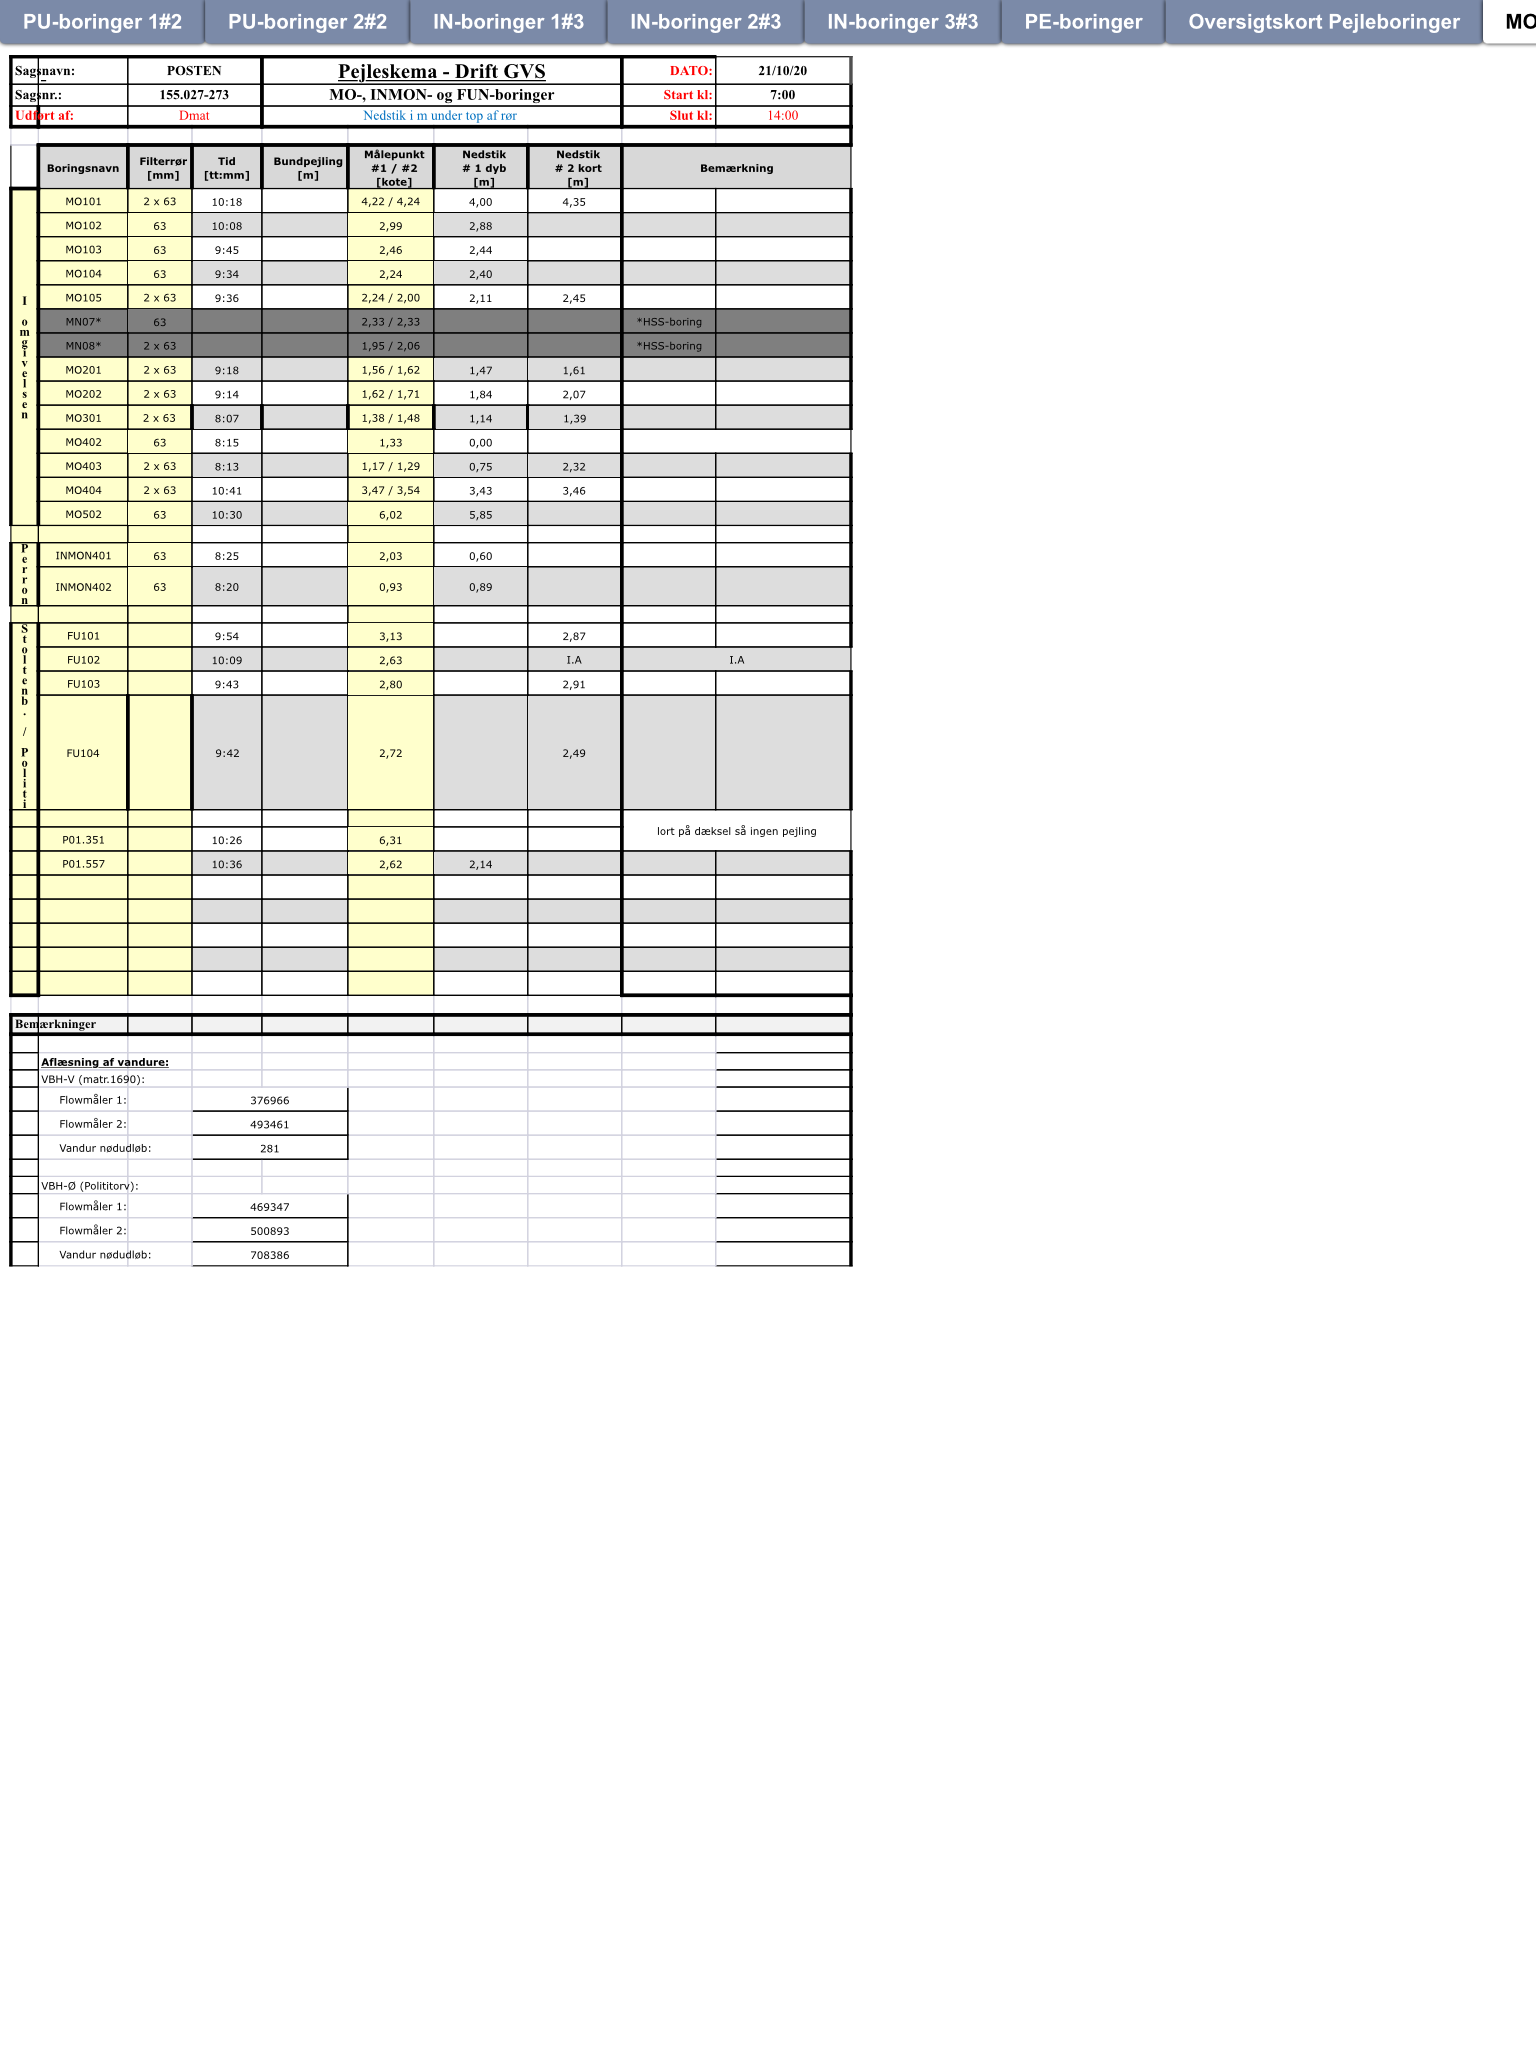 PU-boringer 1#2 PU-boringer 2#2 IN-boringer 1#3 IN-boringer 2#3 IN-boringer 3#3 PE-boringer Oversigtskort Pejleboringer MO
Sagsnavn: POSTEN Pejleskema - Drift GVS DATO: 21/10/20
Sagsnr.: 155.027-273 MO-, INMON- og FUN-boringer Start kl: 7:00
Udført af: Dmat Nedstik i m under top af rør Slut kl: 14:00
Boringsnavn Filterrør [mm] Tid [tt:mm] Bundpejling [m] Målepunkt #1 / #2 [kote] Nedstik # 1 dyb [m] Nedstik # 2 kort [m] Bemærkning
I omgivelsen
MO101 2 x 63 10:18 4,22 / 4,24 4,00 4,35
MO102 63 10:08 2,99 2,88
MO103 63 9:45 2,46 2,44
MO104 63 9:34 2,24 2,40
MO105 2 x 63 9:36 2,24 / 2,00 2,11 2,45
MN07* 63 2,33 / 2,33 *HSS-boring
MN08* 2 x 63 1,95 / 2,06 *HSS-boring
MO201 2 x 63 9:18 1,56 / 1,62 1,47 1,61
MO202 2 x 63 9:14 1,62 / 1,71 1,84 2,07
MO301 2 x 63 8:07 1,38 / 1,48 1,14 1,39
MO402 63 8:15 1,33 0,00
MO403 2 x 63 8:13 1,17 / 1,29 0,75 2,32
MO404 2 x 63 10:41 3,47 / 3,54 3,43 3,46
MO502 63 10:30 6,02 5,85
Perron
INMON401 63 8:25 2,03 0,60
INMON402 63 8:20 0,93 0,89
Stoltenb. / Politi
FU101 9:54 3,13 2,87
FU102 10:09 2,63 I.A I.A
FU103 9:43 2,80 2,91
FU104 9:42 2,72 2,49
lort på dæksel så ingen pejling
P01.351 10:26 6,31
P01.557 10:36 2,62 2,14
Bemærkninger
Aflæsning af vandure:
VBH-V (matr.1690):
Flowmåler 1: 376966
Flowmåler 2: 493461
Vandur nødudløb: 281
VBH-Ø (Polititorv):
Flowmåler 1: 469347
Flowmåler 2: 500893
Vandur nødudløb: 708386